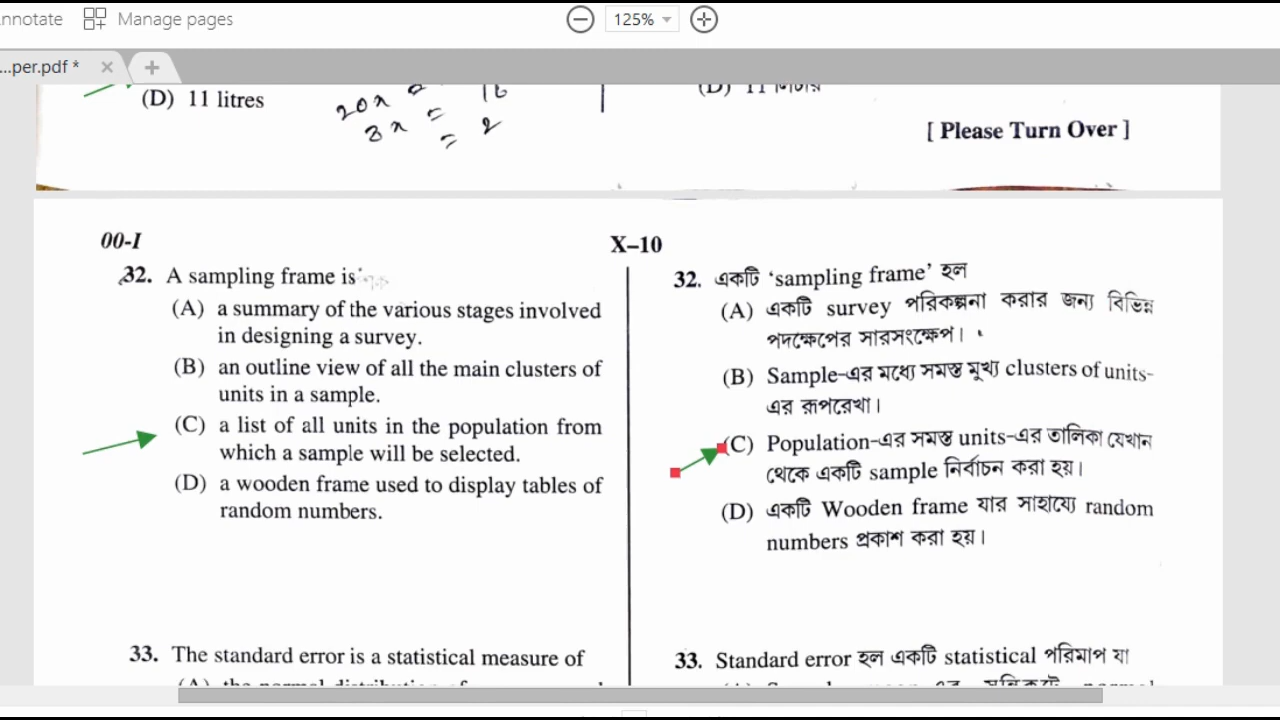 nnotate Manage pages 125%
...per.pdf *
(D) 11 litres
20x = 16
3x = 2
[ Please Turn Over ]
00-I X–10
32. A sampling frame is
(A) a summary of the various stages involved
in designing a survey.
(B) an outline view of all the main clusters of
units in a sample.
(C) a list of all units in the population from
which a sample will be selected.
(D) a wooden frame used to display tables of
random numbers.
33. The standard error is a statistical measure of
32. একটি ‘sampling frame’ হল
(A) একটি survey পরিকল্পনা করার জন্য বিভিন্ন
পদক্ষেপের সারসংক্ষেপ।
(B) Sample-এর মধ্যে সমস্ত মুখ্য clusters of units-
এর রূপরেখা।
(C) Population-এর সমস্ত units-এর তালিকা যেখান
থেকে একটি sample নির্বাচন করা হয়।
(D) একটি Wooden frame যার সাহায্যে random
numbers প্রকাশ করা হয়।
33. Standard error হল একটি statistical পরিমাপ যা